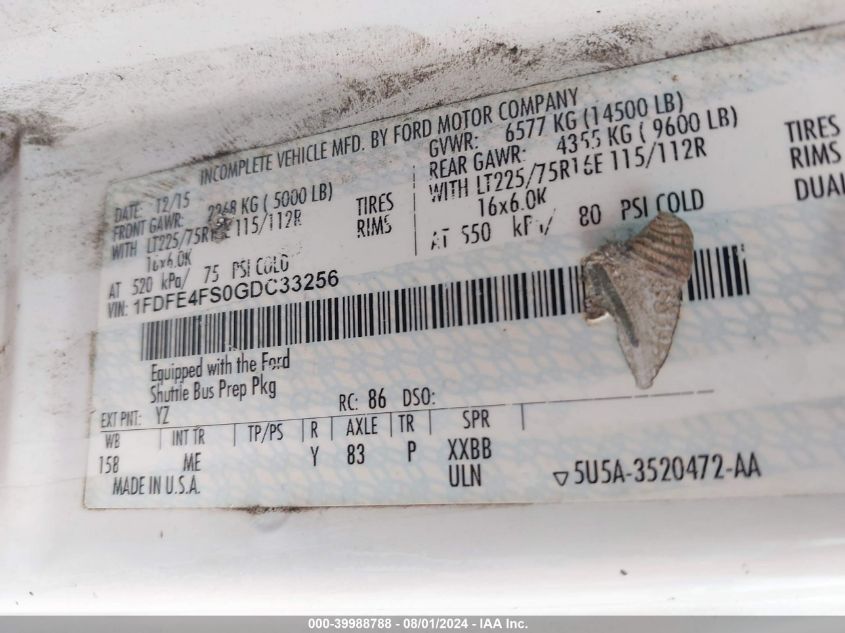 INCOMPLETE VEHICLE MFD. BY FORD MOTOR COMPANY
DATE: 12/15 GVWR: 6577 KG (14500 LB)
FRONT GAWR: 2268 KG ( 5000 LB) REAR GAWR: 4355 KG ( 9600 LB)
WITH LT225/75R16E 115/112R TIRES WITH LT225/75R16E 115/112R TIRES
16x6.0K RIMS 16x6.0K RIMS
AT 520 kPa/ 75 PSI COLD AT 550 kPa/ 80 PSI COLD DUAL
VIN: 1FDFE4FS0GDC33256
Equipped with the Ford
Shuttle Bus Prep Pkg
EXT PNT: YZ RC: 86 DSO:
WB INT TR TP/PS R AXLE TR SPR
158 ME Y 83 P XXBB
ULN
MADE IN U.S.A. ▽5U5A-3520472-AA
000-39988788 - 08/01/2024 - IAA Inc.